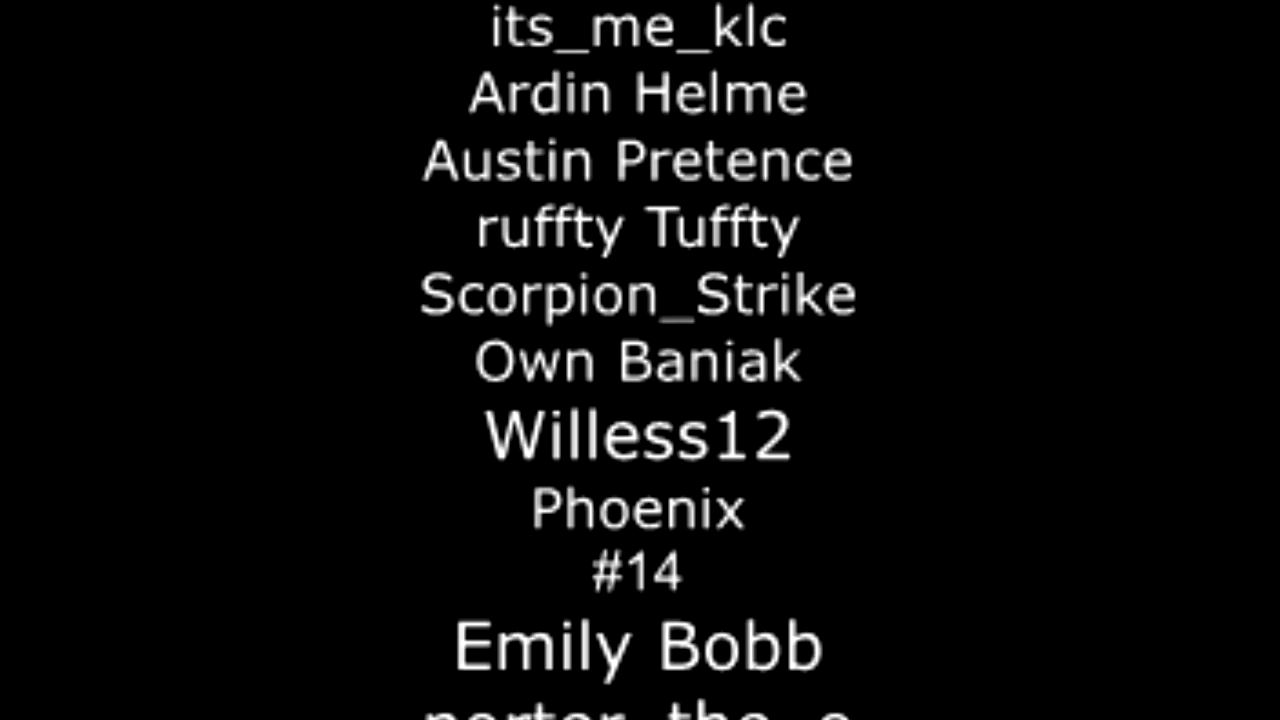 its_me_klc
Ardin Helme
Austin Pretence
ruffty Tuffty
Scorpion_Strike
Own Baniak
Willess12
Phoenix
#14
Emily Bobb